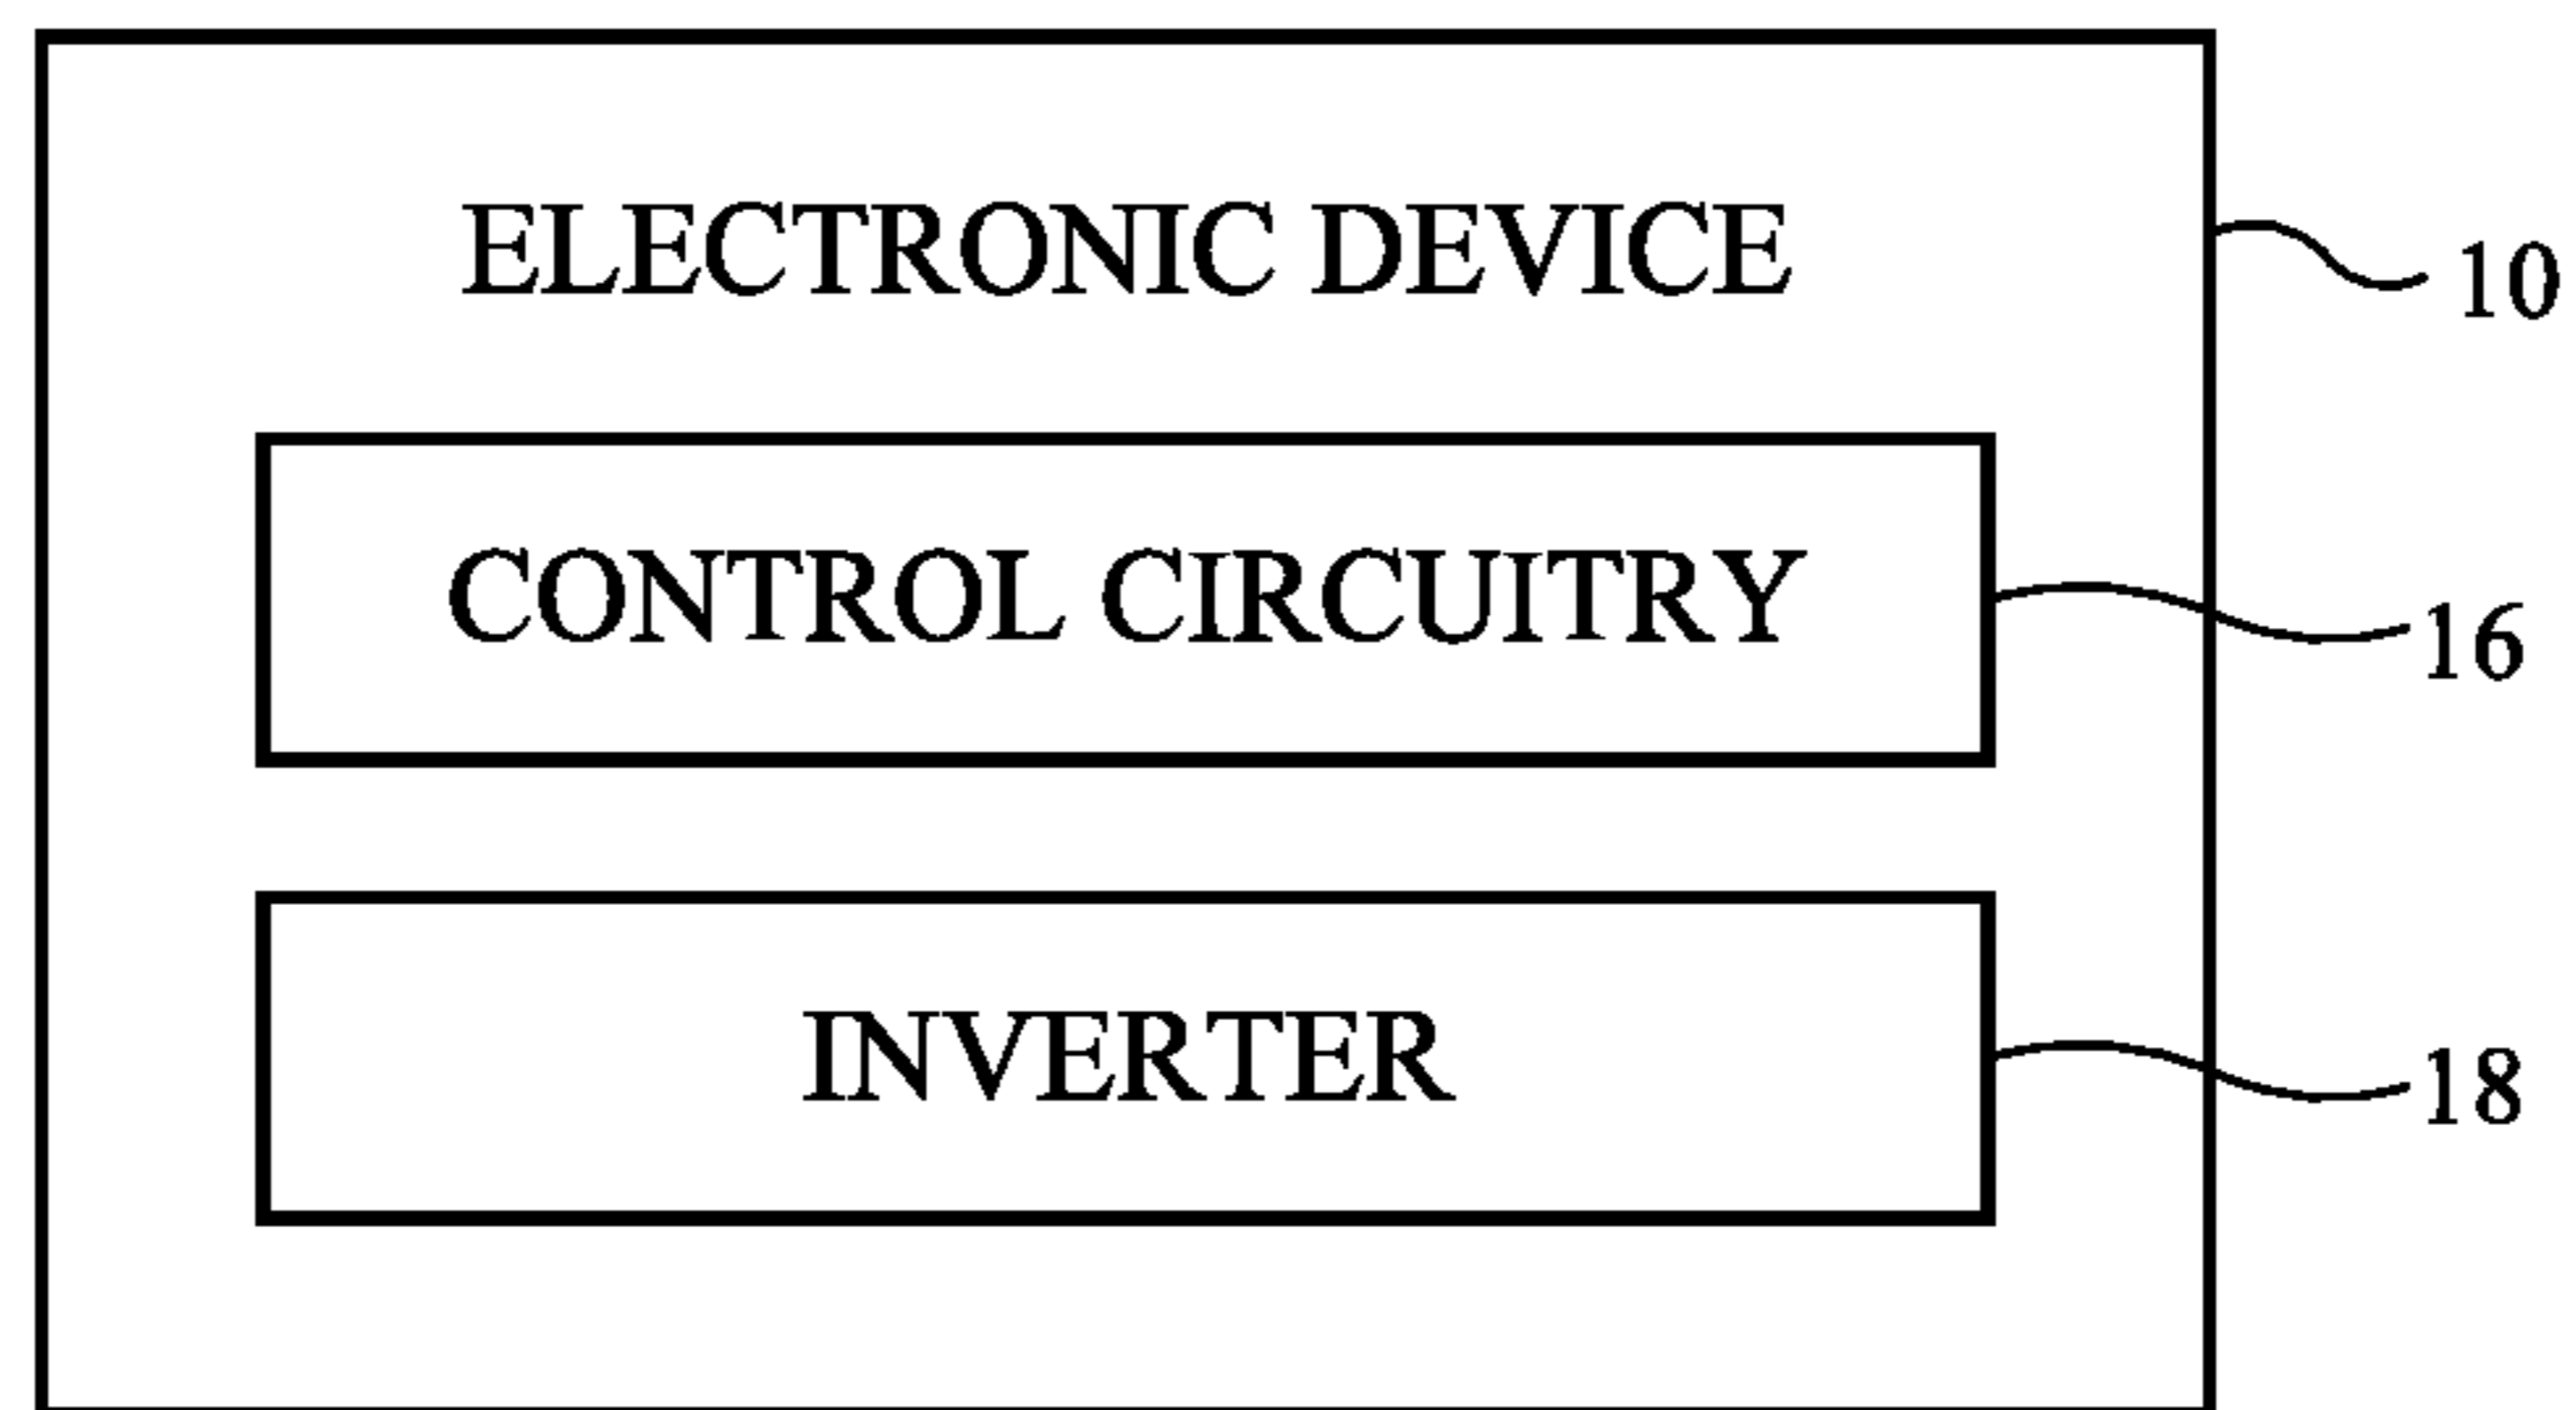 ELECTRONIC DEVICE
10
CONTROL CIRCUITRY
16
INVERTER
18